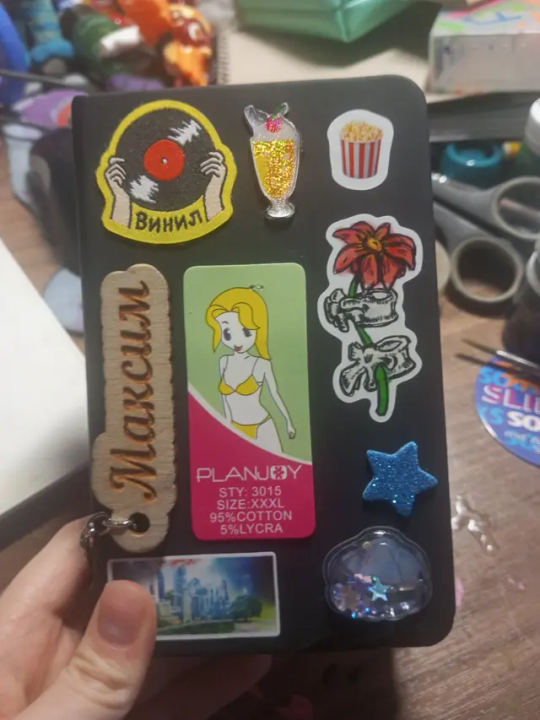 ВИНИЛ
Максим
PLANJOY
STY: 3015
SIZE:XXXL
95%COTTON
5%LYCRA